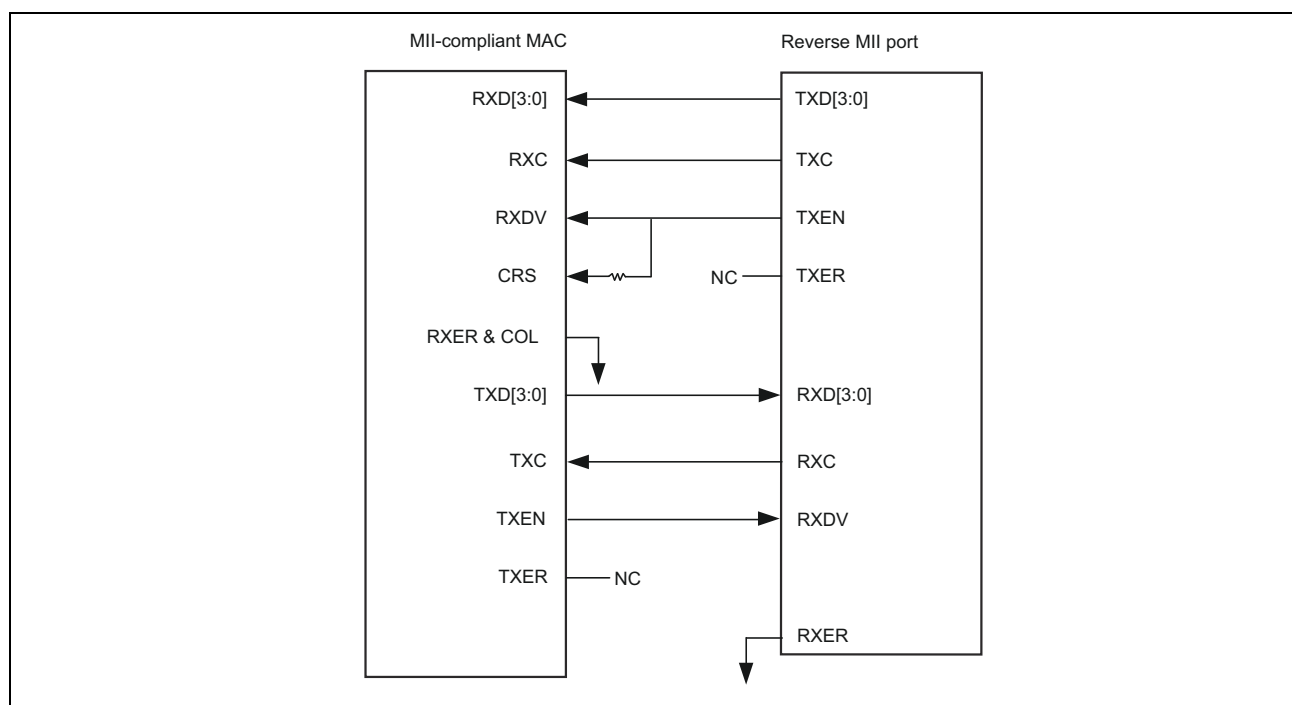 MII-compliant MAC
Reverse MII port
RXD[3:0]
TXD[3:0]
RXC
TXC
RXDV
TXEN
CRS
NC
TXER
RXER & COL
TXD[3:0]
RXD[3:0]
TXC
RXC
TXEN
RXDV
TXER
NC
RXER